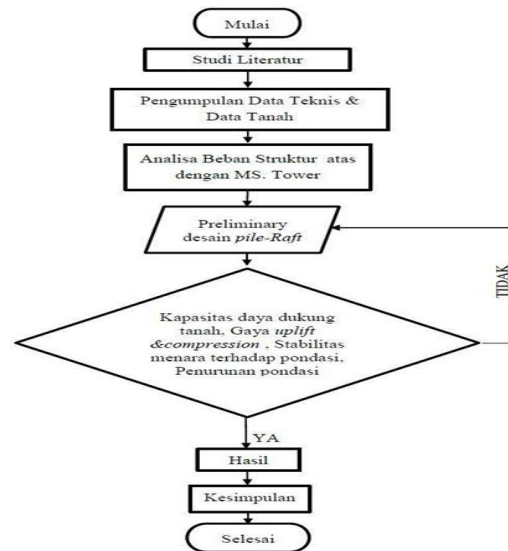 Mulai
Studi Literatur
Pengumpulan Data Teknis &
Data Tanah
Analisa Beban Struktur atas
dengan MS. Tower
Preliminary
desain pile-Raft
TIDAK
Kapasitas daya dukung
tanah, Gaya uplift
&compression , Stabilitas
menara terhadap pondasi,
Penurunan pondasi
YA
Hasil
Kesimpulan
Selesai